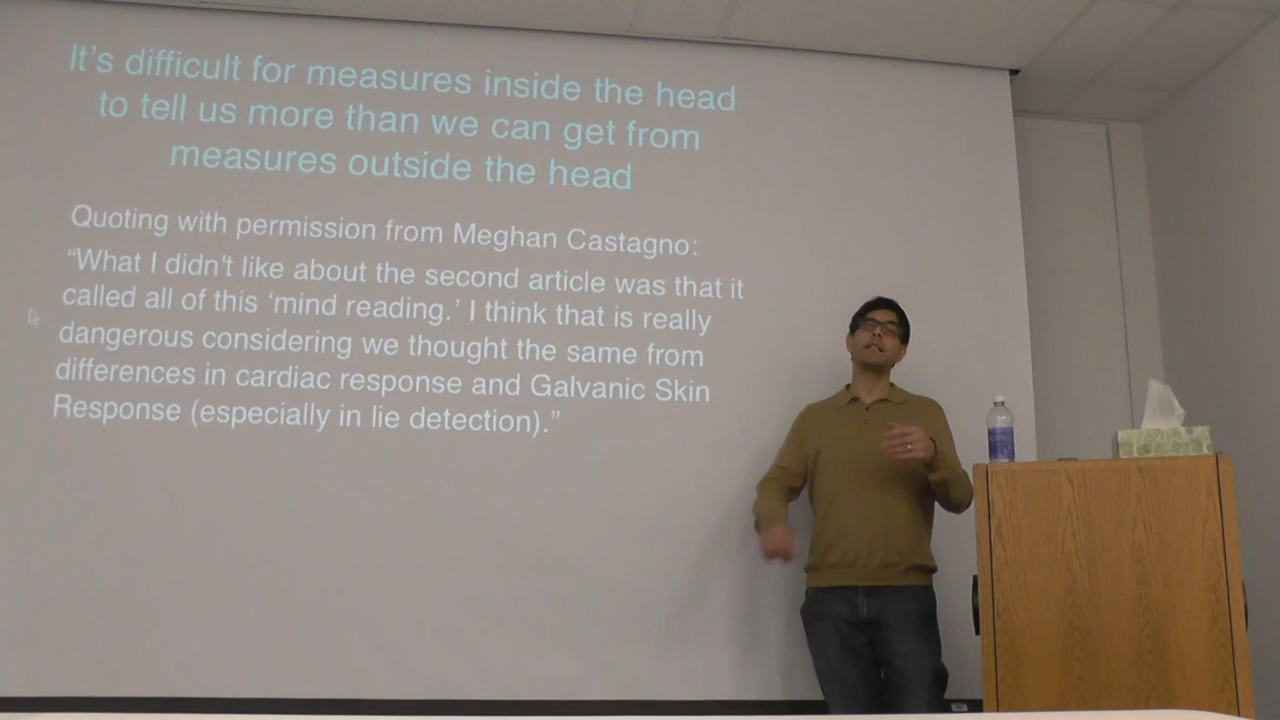 It's difficult for measures inside the head
to tell us more than we can get from
measures outside the head
Quoting with permission from Meghan Castagno:
“What I didn't like about the second article was that it
called all of this ‘mind reading.’ I think that is really
dangerous considering we thought the same from
differences in cardiac response and Galvanic Skin
Response (especially in lie detection).”